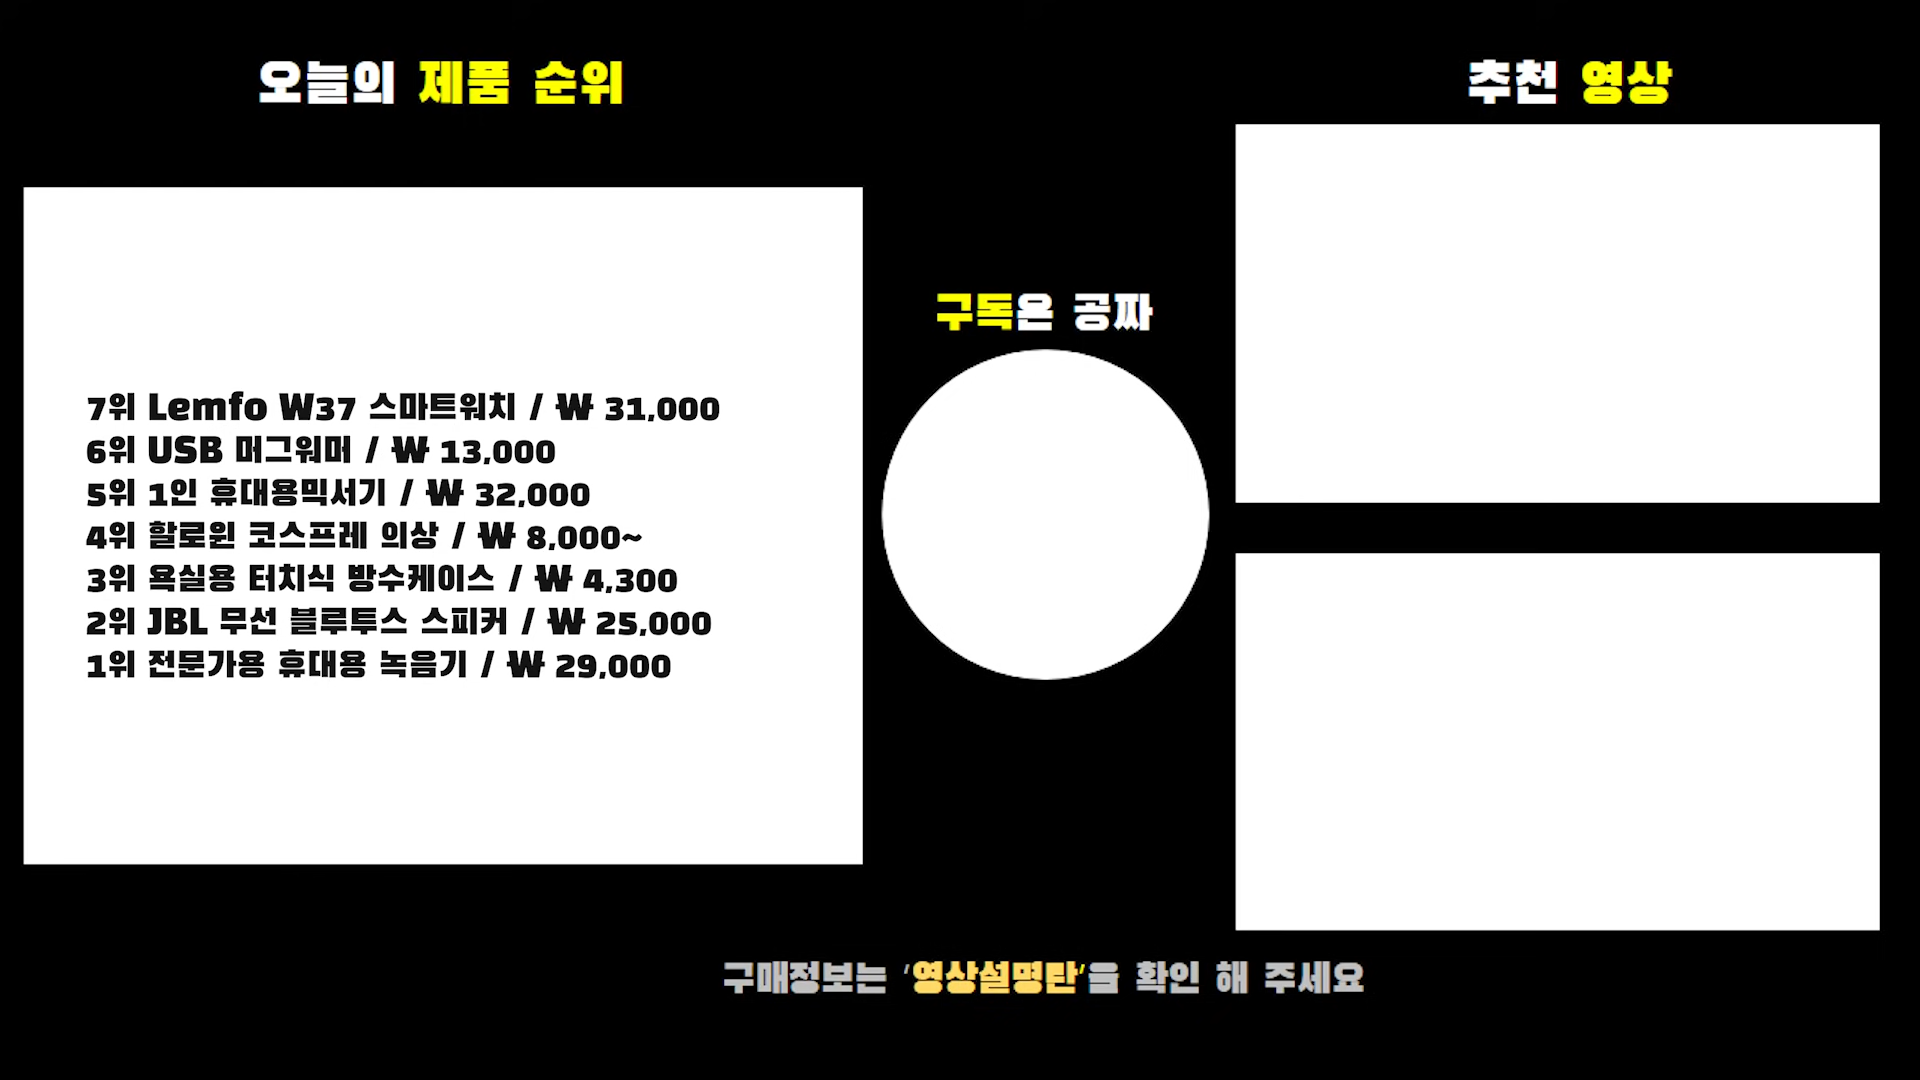 오늘의 제품 순위
7위 Lemfo W37 스마트워치 / ₩ 31,000
6위 USB 머그워머 / ₩ 13,000
5위 1인 휴대용믹서기 / ₩ 32,000
4위 할로윈 코스프레 의상 / ₩ 8,000~
3위 욕실용 터치식 방수케이스 / ₩ 4,300
2위 JBL 무선 블루투스 스피커 / ₩ 25,000
1위 전문가용 휴대용 녹음기 / ₩ 29,000
구독은 공짜
추천 영상
구매정보는 '영상설명란'을 확인 해 주세요